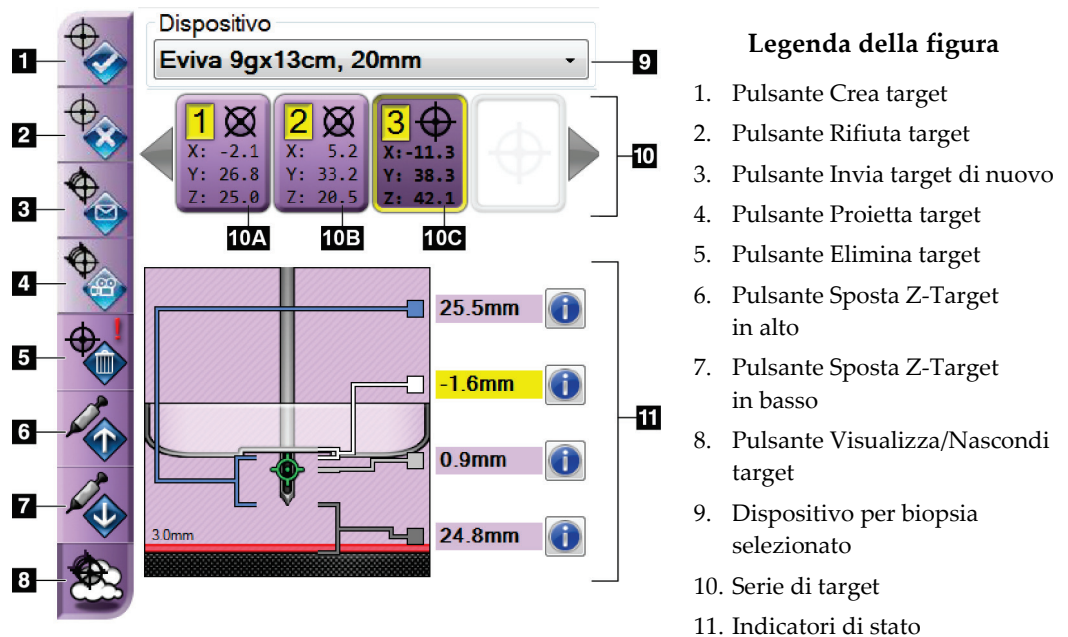 Dispositivo
Eviva 9gx13cm, 20mm
9
1
2
3
4
5
6
7
8
1
X: -2.1
Y: 26.8
Z: 25.0
2
X: 5.2
Y: 33.2
Z: 20.5
3
X:-11.3
Y: 38.3
Z: 42.1
10
10A
10B
10C
25.5mm
i
-1.6mm
i
0.9mm
i
24.8mm
i
3.0mm
!
11
Legenda della figura
1. Pulsante Crea target
2. Pulsante Rifiuta target
3. Pulsante Invia target di nuovo
4. Pulsante Proietta target
5. Pulsante Elimina target
6. Pulsante Sposta Z-Target
in alto
7. Pulsante Sposta Z-Target
in basso
8. Pulsante Visualizza/Nascondi
target
9. Dispositivo per biopsia
selezionato
10. Serie di target
11. Indicatori di stato